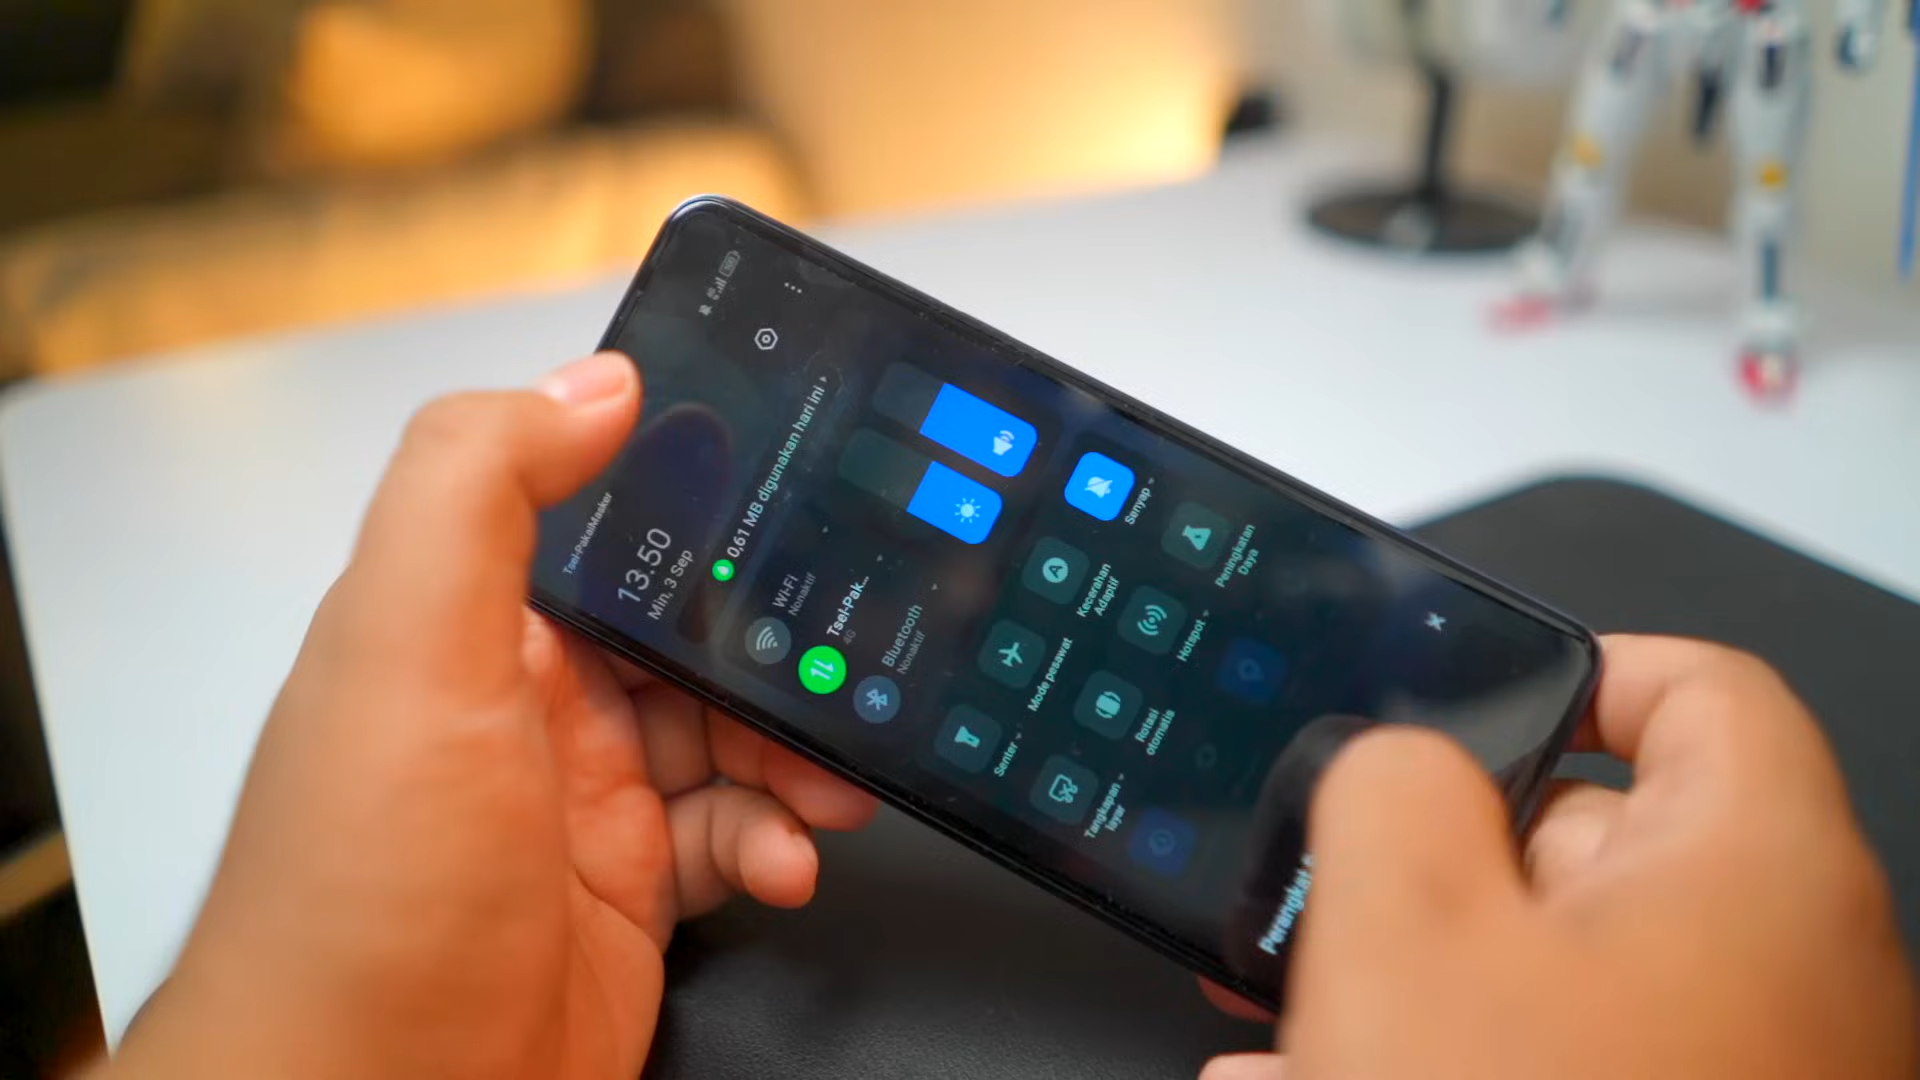 Tsel-PakaiMasker
13.50
Min, 3 Sep
0,61 MB digunakan hari ini
Wi-Fi
Nonaktif
Tsel-Pak...
4G
Bluetooth
Nonaktif
Senyap
Kecerahan
Adaptif
Mode pesawat
Senter
Peningkatan
Daya
Hotspot
Rotasi
otomatis
Tangkapan
layar
Perangkat